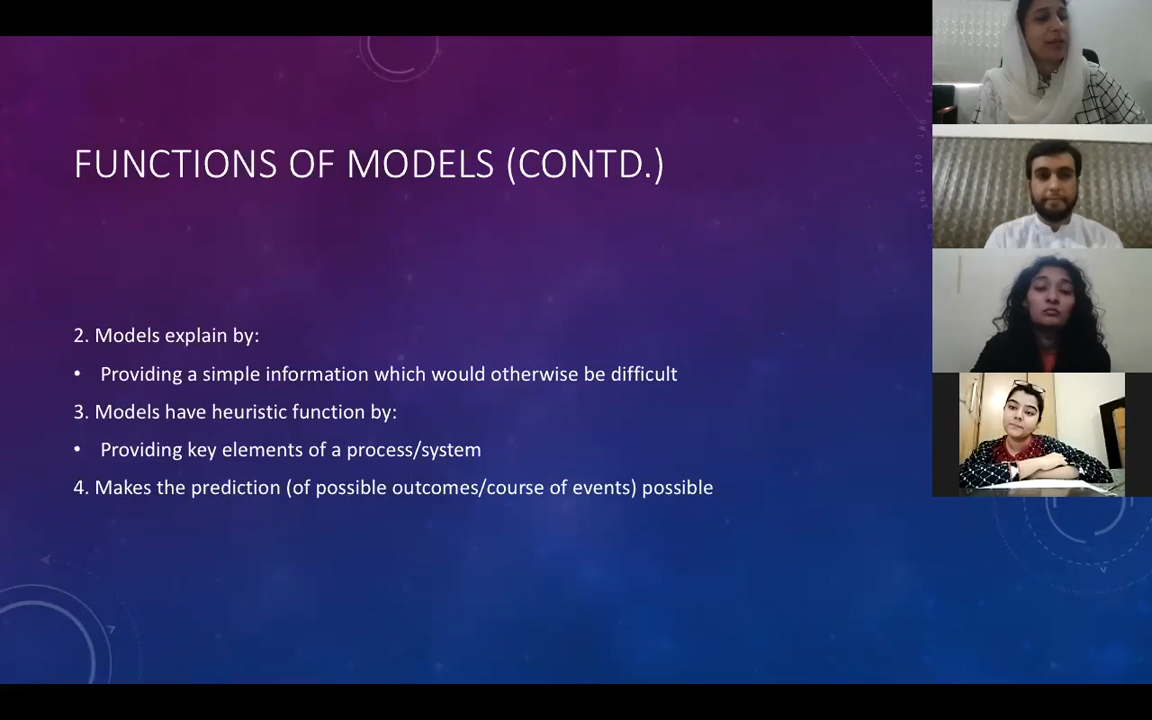 FUNCTIONS OF MODELS (CONTD.)
2. Models explain by:
• Providing a simple information which would otherwise be difficult
3. Models have heuristic function by:
• Providing key elements of a process/system
4. Makes the prediction (of possible outcomes/course of events) possible